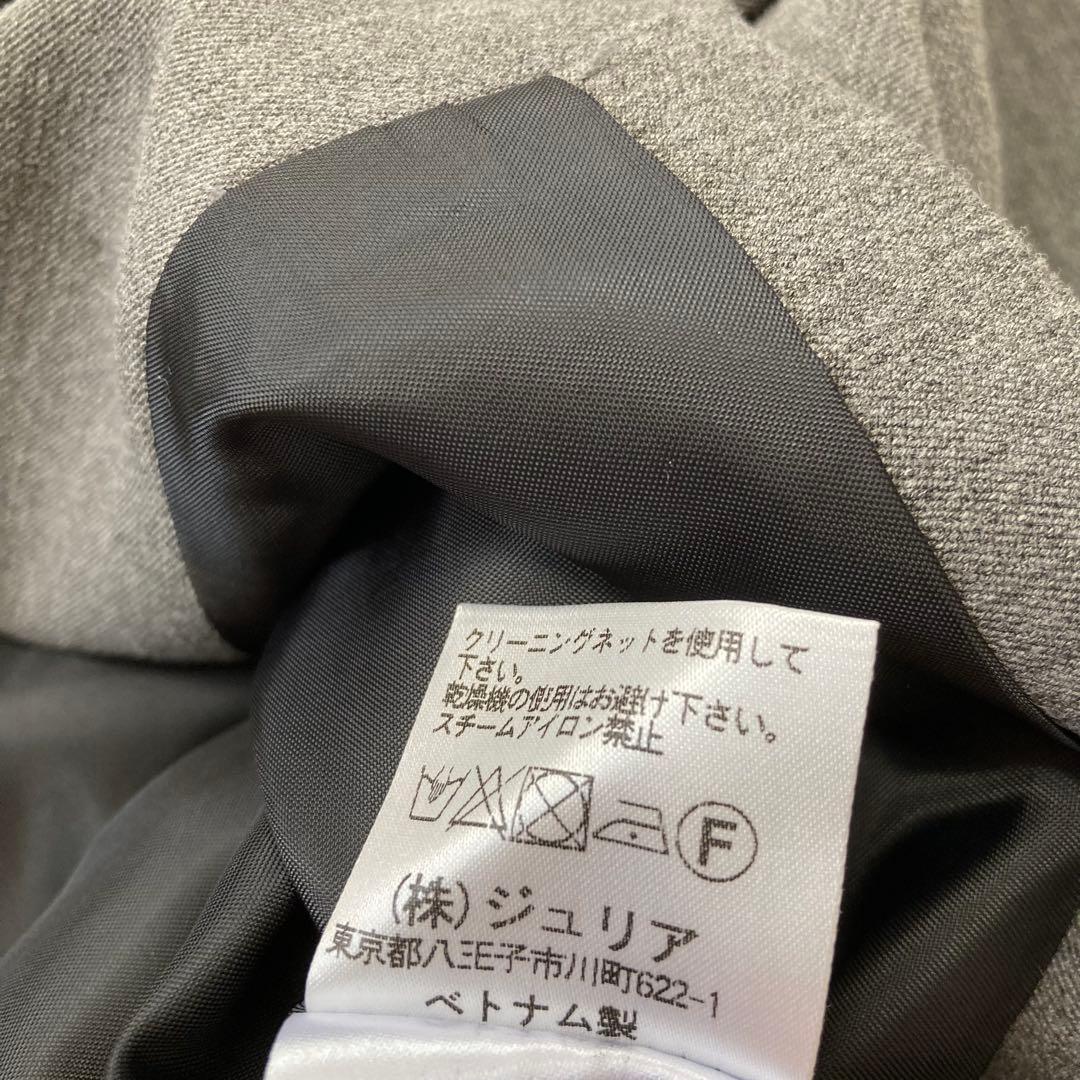 クリーニングネットを使用して
下さい。
乾燥機の使用はお避け下さい。
スチームアイロン禁止
F
(株)ジュリア
東京都八王子市川町622-1
ベトナム製